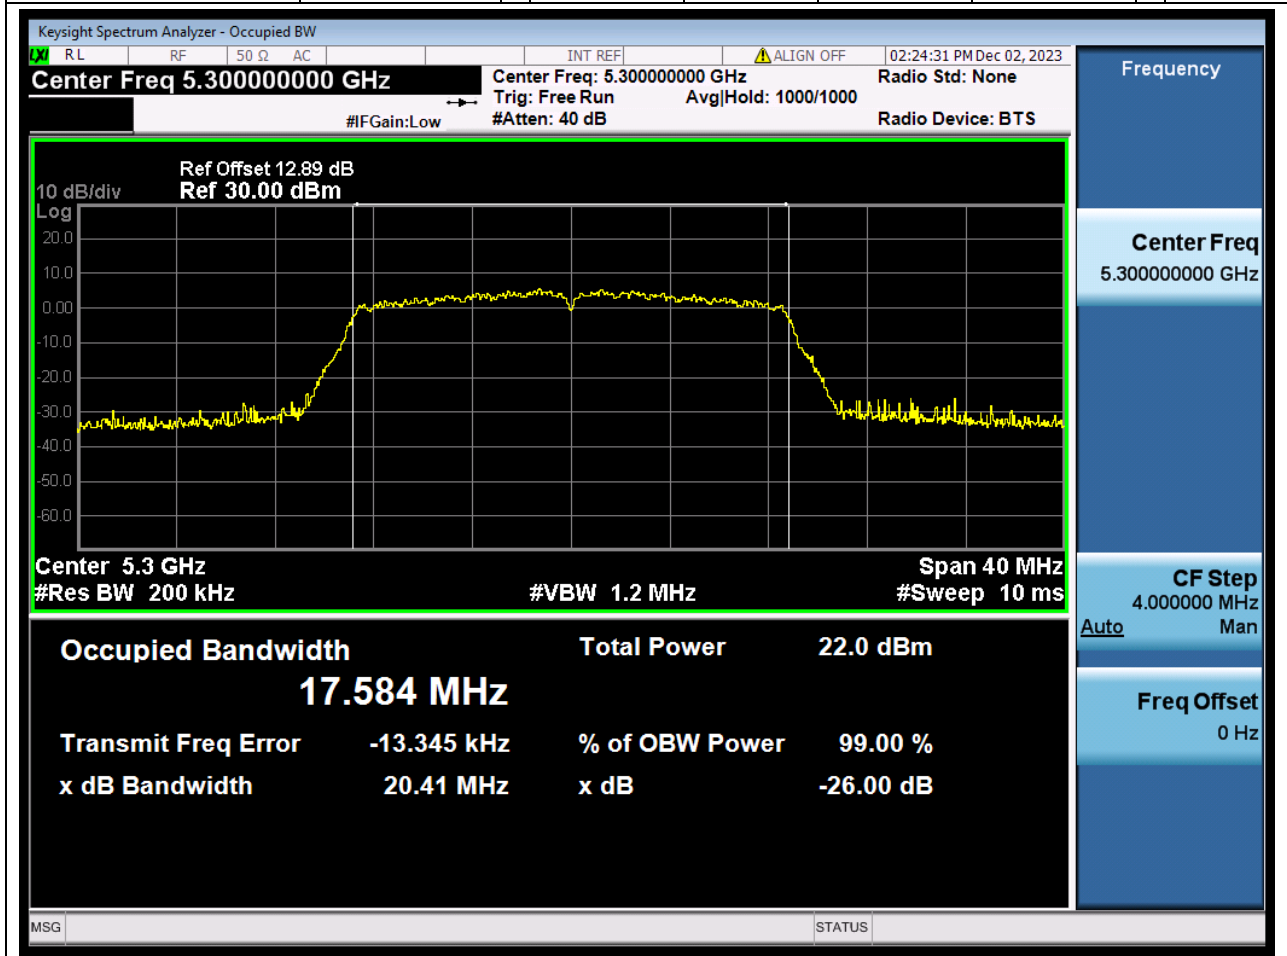 Keysight Spectrum Analyzer - Occupied BW
LXI RL RF 50 Ω AC INT REF ALIGN OFF 02:24:31 PM Dec 02, 2023
Center Freq 5.300000000 GHz
Center Freq: 5.300000000 GHz
Radio Std: None
Trig: Free Run Avg|Hold: 1000/1000
#IFGain:Low
#Atten: 40 dB
Radio Device: BTS
Ref Offset 12.89 dB
10 dB/div Ref 30.00 dBm
Log
20.0
10.0
0.00
-10.0
-20.0
-30.0
-40.0
-50.0
-60.0
Center 5.3 GHz Span 40 MHz
#Res BW 200 kHz #VBW 1.2 MHz #Sweep 10 ms
Occupied Bandwidth Total Power 22.0 dBm
17.584 MHz
Transmit Freq Error -13.345 kHz % of OBW Power 99.00 %
x dB Bandwidth 20.41 MHz x dB -26.00 dB
MSG STATUS
Frequency
Center Freq
5.300000000 GHz
CF Step
4.000000 MHz
Auto Man
Freq Offset
0 Hz